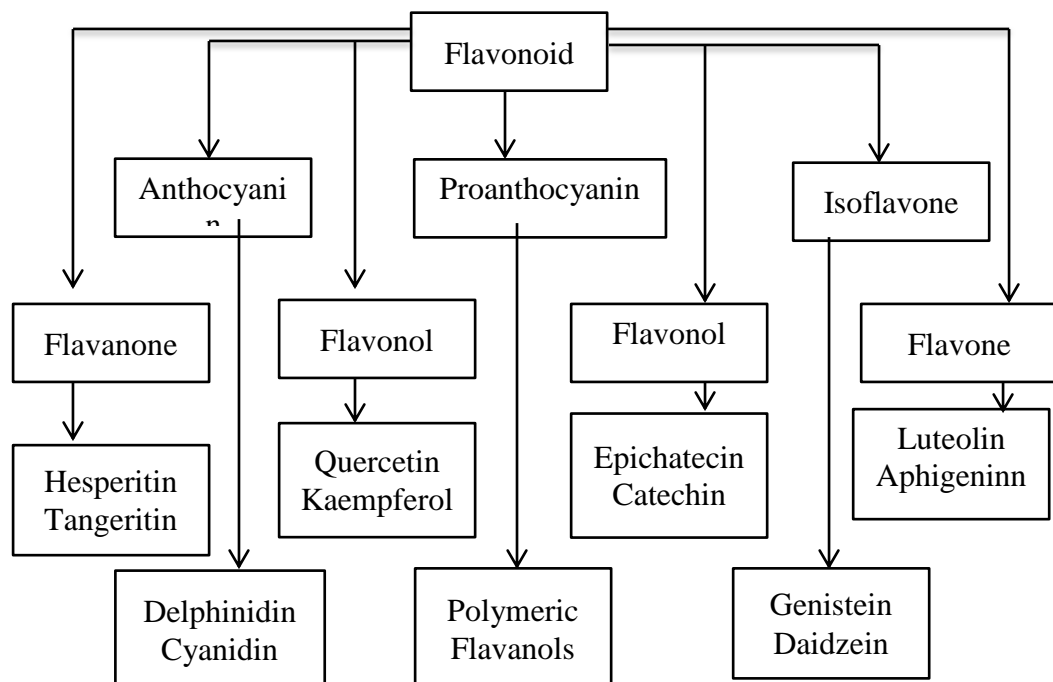 Flavonoid
Anthocyani
n
Proanthocyanin
Isoflavone
Flavanone
Flavonol
Flavonol
Flavone
Hesperitin
Tangeritin
Quercetin
Kaempferol
Epichatecin
Catechin
Luteolin
Aphigeninn
Delphinidin
Cyanidin
Polymeric
Flavanols
Genistein
Daidzein